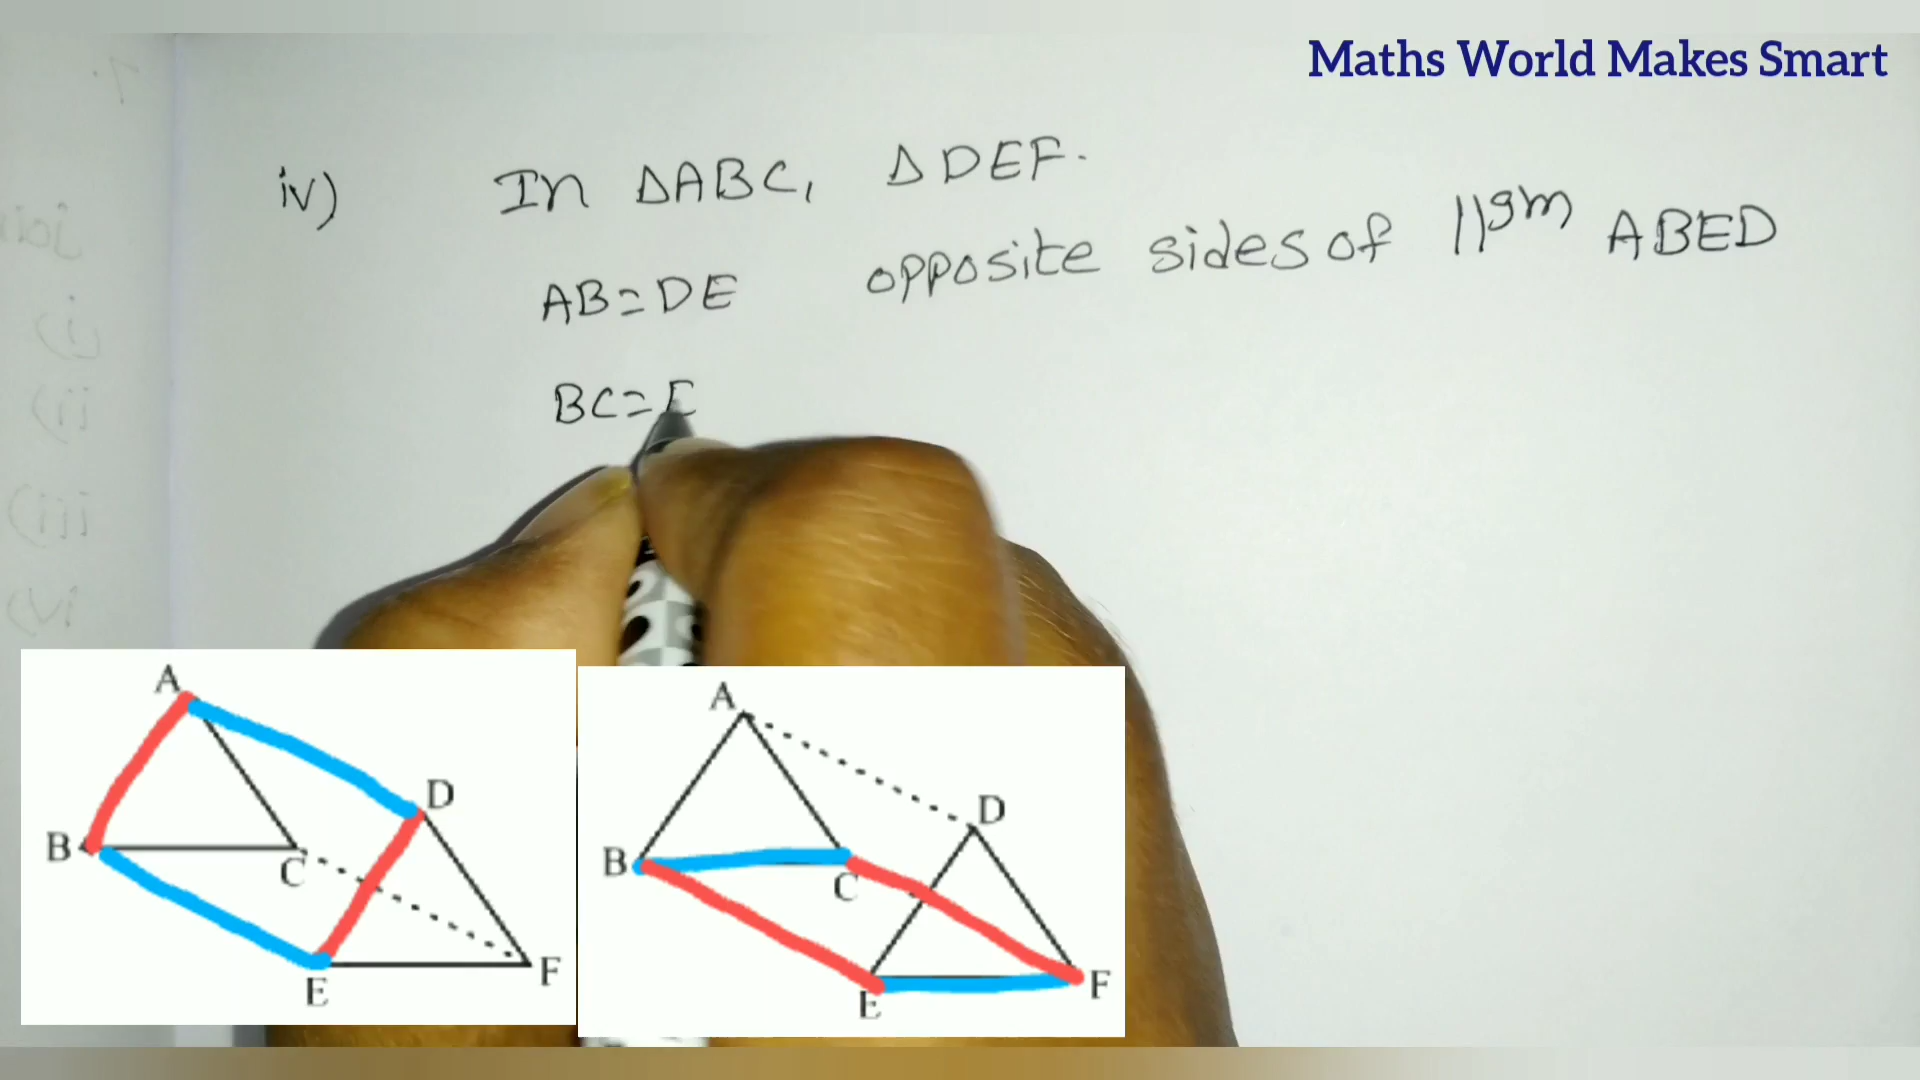 Maths World Makes Smart
iv) In ΔABC, ΔDEF.
AB=DE opposite sides of ||gm ABED
BC=E
A
D
B
C
E
F
A
D
B
C
E
F